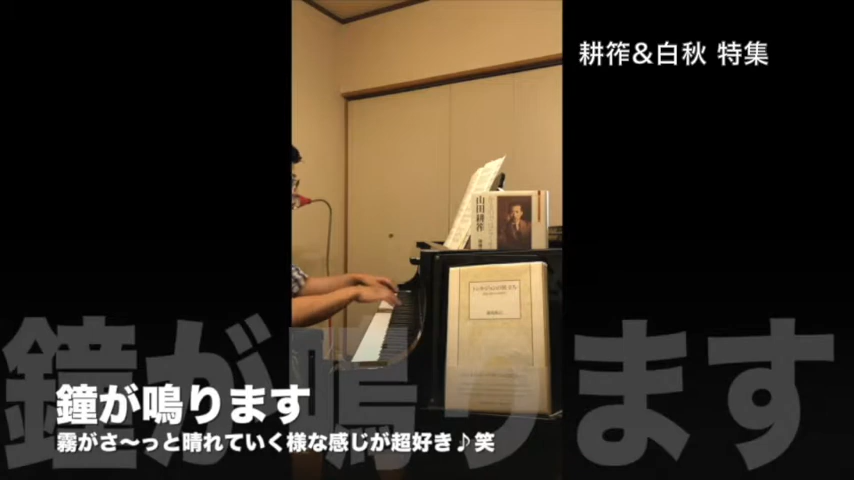 耕筰&白秋 特集
山田耕筰
鐘が鳴ります
鐘が鳴ります
霧がさ〜っと晴れていく様な感じが超好き♪笑